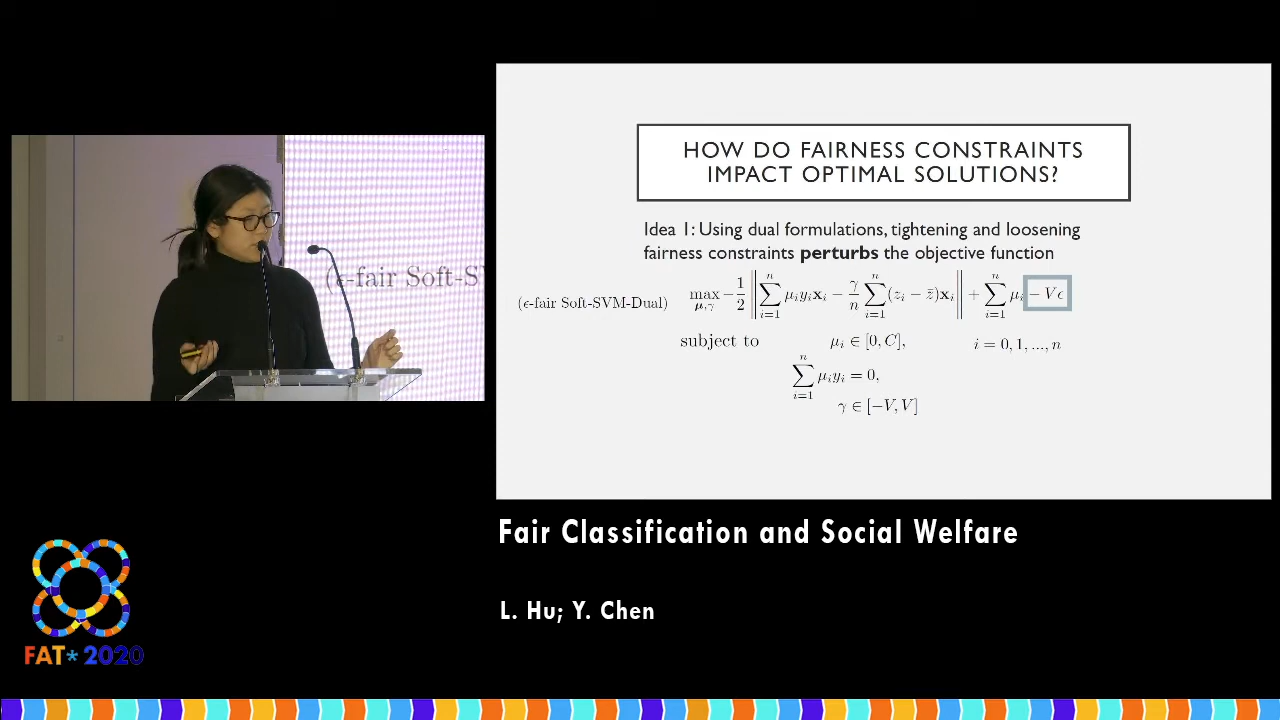 HOW DO FAIRNESS CONSTRAINTS
IMPACT OPTIMAL SOLUTIONS?
Idea 1: Using dual formulations, tightening and loosening
fairness constraints perturbs the objective function
(ϵ-fair Soft-SVM-Dual) max_{μ,γ} −1/2 ‖∑_{i=1}^{n} μ_i y_i x_i − γ/n ∑_{i=1}^{n} (z_i − z̄)x_i‖ + ∑_{i=1}^{n} μ_i − Vϵ
subject to μ_i ∈ [0, C], i = 0, 1, ..., n
∑_{i=1}^{n} μ_i y_i = 0,
γ ∈ [−V, V]
(ϵ-fair Soft-S
Fair Classification and Social Welfare
L. Hu; Y. Chen
FAT* 2020